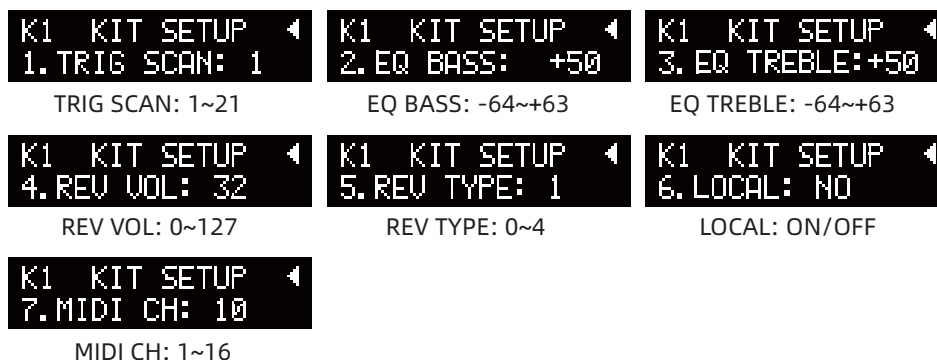 K1 KIT SETUP ◀
1.TRIG SCAN: 1
TRIG SCAN: 1~21
K1 KIT SETUP ◀
2.EQ BASS: +50
EQ BASS: -64~+63
K1 KIT SETUP ◀
3.EQ TREBLE:+50
EQ TREBLE: -64~+63
K1 KIT SETUP ◀
4.REV VOL: 32
REV VOL: 0~127
K1 KIT SETUP ◀
5.REV TYPE: 1
REV TYPE: 0~4
K1 KIT SETUP ◀
6.LOCAL: NO
LOCAL: ON/OFF
K1 KIT SETUP ◀
7.MIDI CH: 10
MIDI CH: 1~16